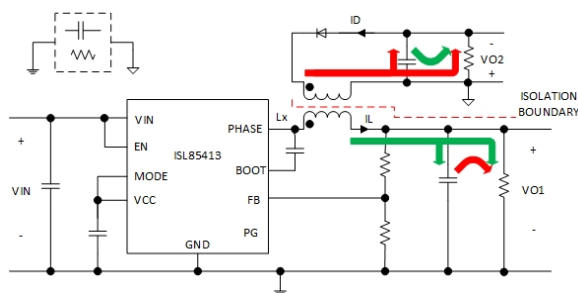 ID
-
VO2
+
ISOLATION
BOUNDARY
Lx
IL
VIN
PHASE
+
EN
ISL85413
+
MODE
BOOT
VIN
VCC
FB
VO1
-
PG
-
GND